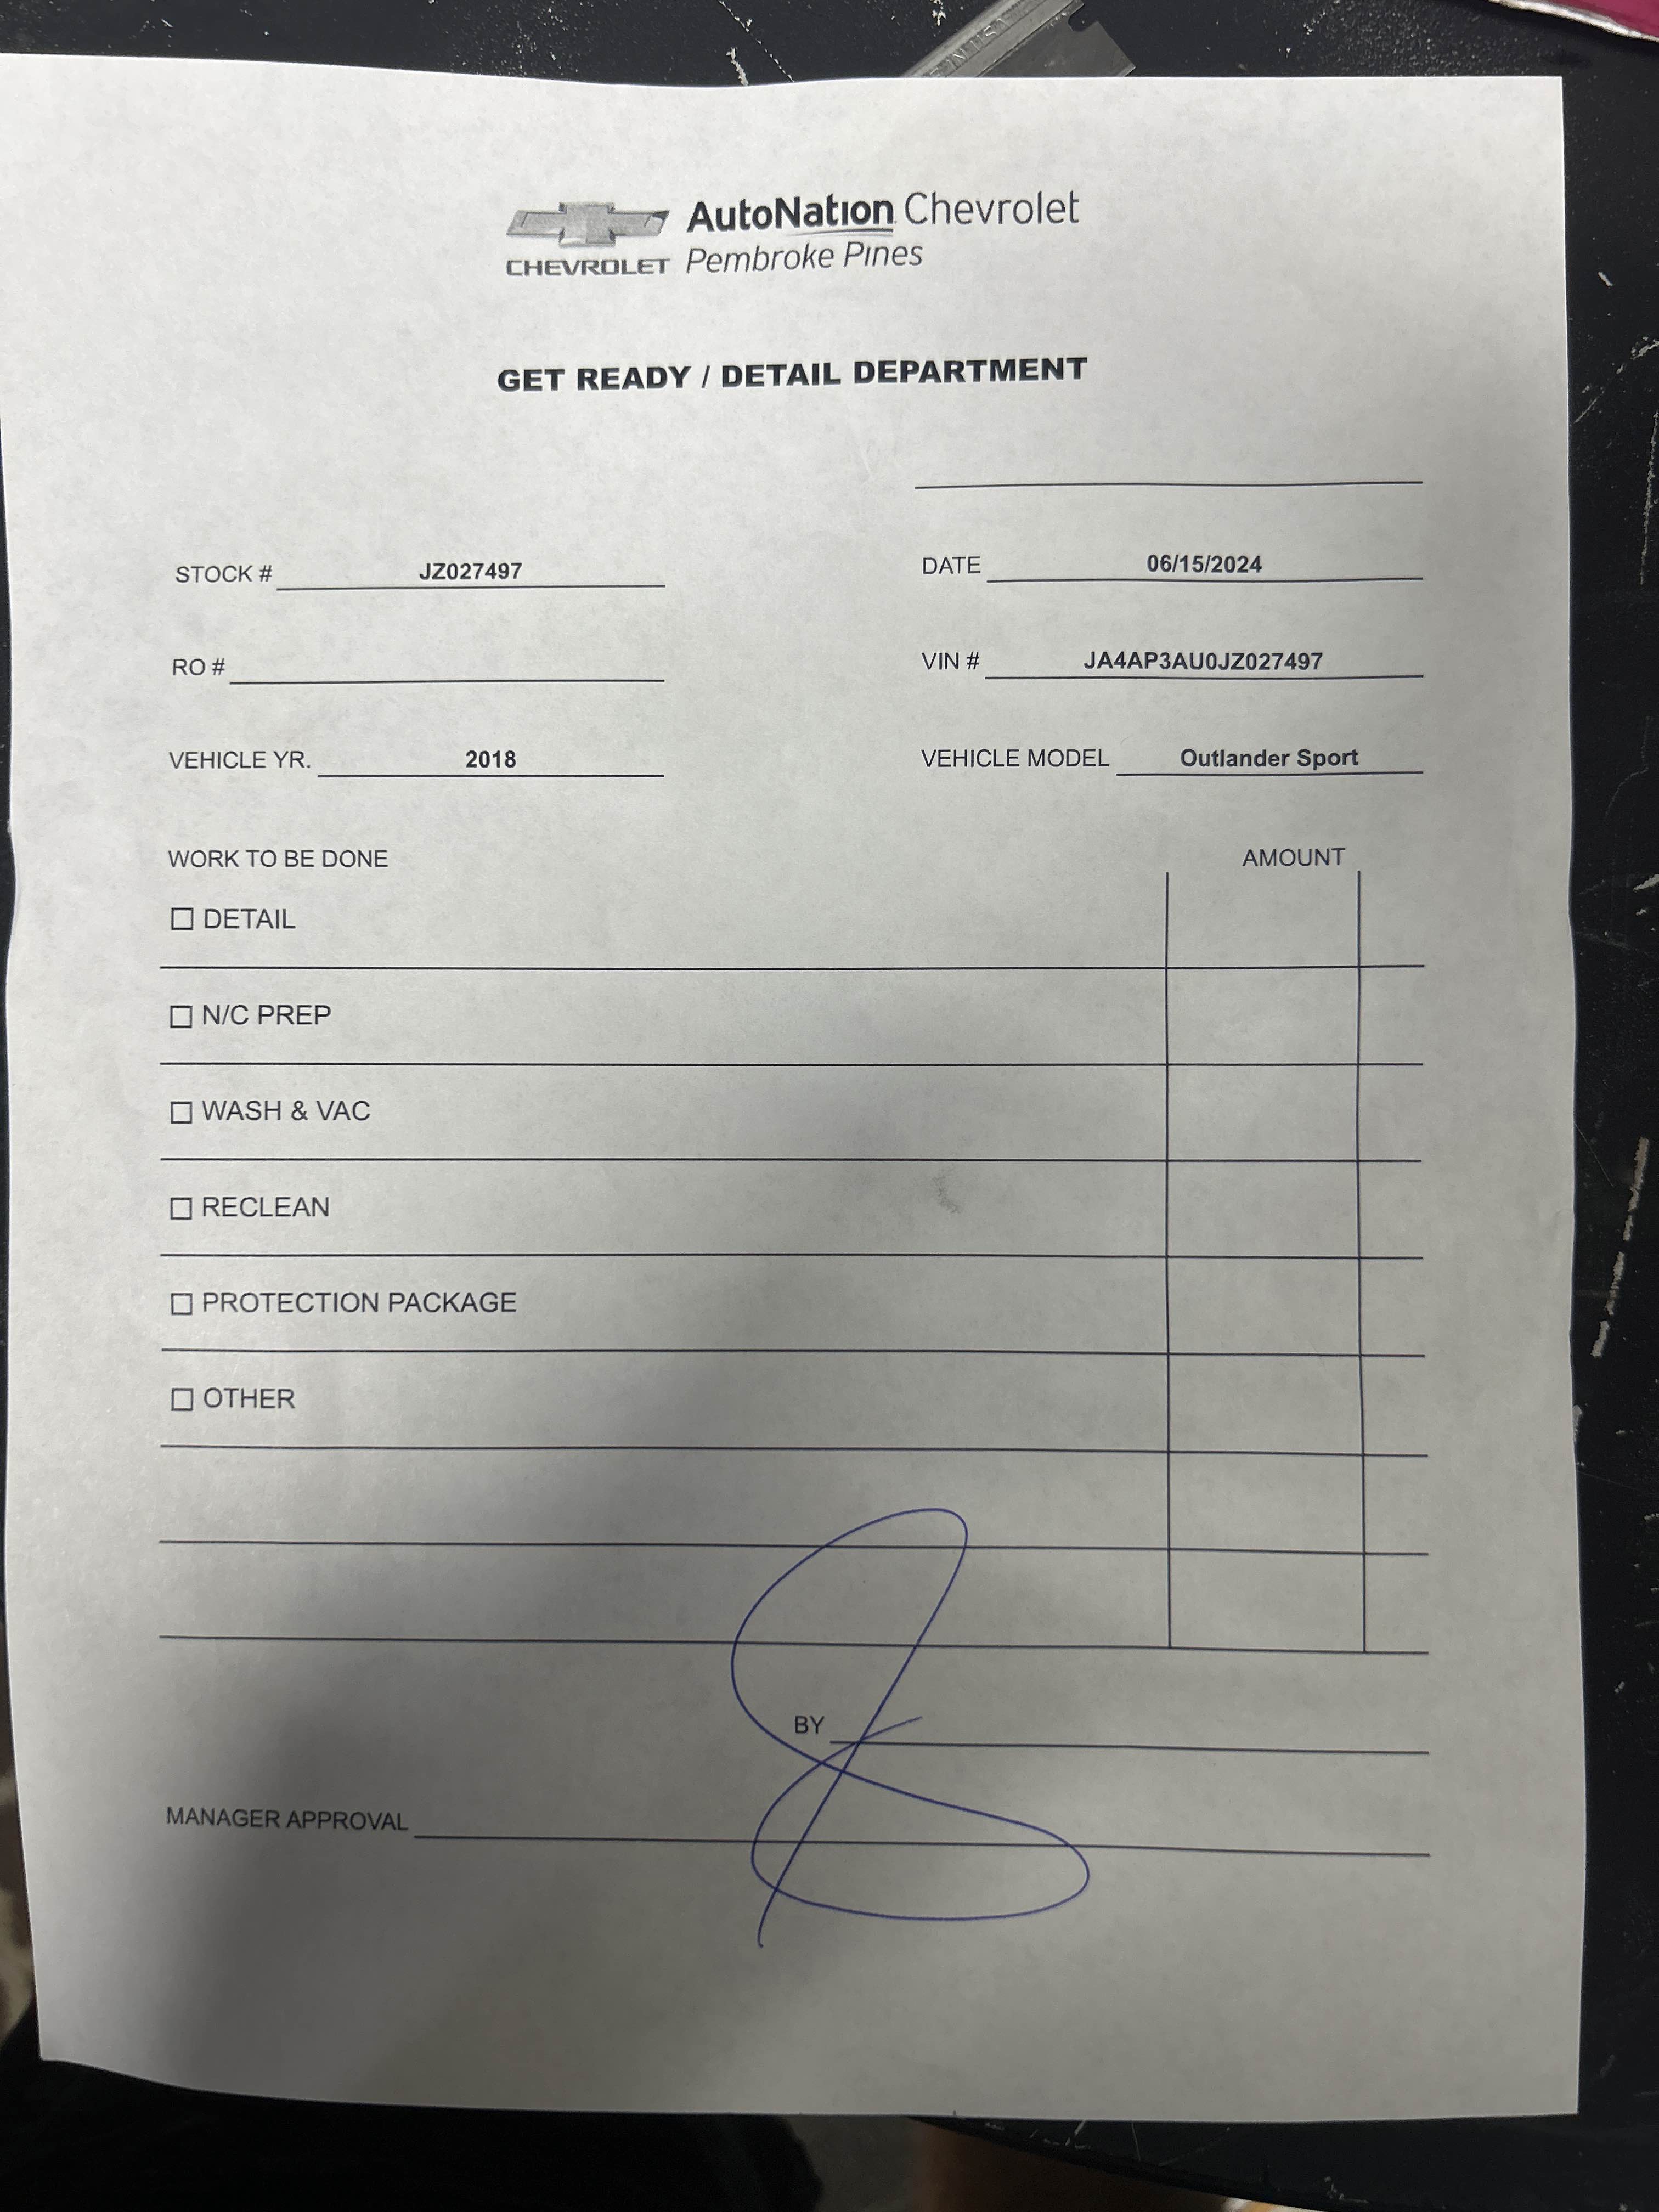 AutoNation Chevrolet
CHEVROLET Pembroke Pines
GET READY / DETAIL DEPARTMENT
STOCK # JZ027497 DATE 06/15/2024
RO # VIN # JA4AP3AU0JZ027497
VEHICLE YR. 2018 VEHICLE MODEL Outlander Sport
WORK TO BE DONE AMOUNT
☐ DETAIL
☐ N/C PREP
☐ WASH & VAC
☐ RECLEAN
☐ PROTECTION PACKAGE
☐ OTHER
BY
MANAGER APPROVAL